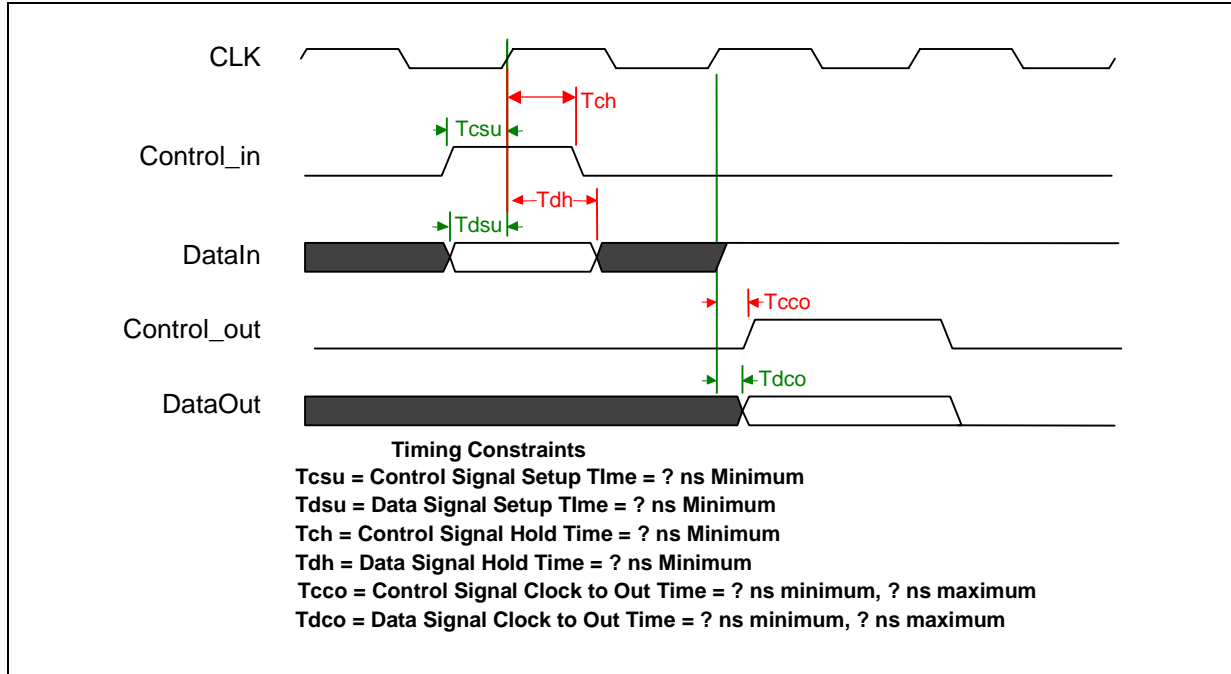 CLK
Tch
Tcsu
Control_in
Tdh
Tdsu
DataIn
Tcco
Control_out
Tdco
DataOut
Timing Constraints
Tcsu = Control Signal Setup TIme = ? ns Minimum
Tdsu = Data Signal Setup TIme = ? ns Minimum
Tch = Control Signal Hold Time = ? ns Minimum
Tdh = Data Signal Hold Time = ? ns Minimum
Tcco = Control Signal Clock to Out Time = ? ns minimum, ? ns maximum
Tdco = Data Signal Clock to Out Time = ? ns minimum, ? ns maximum